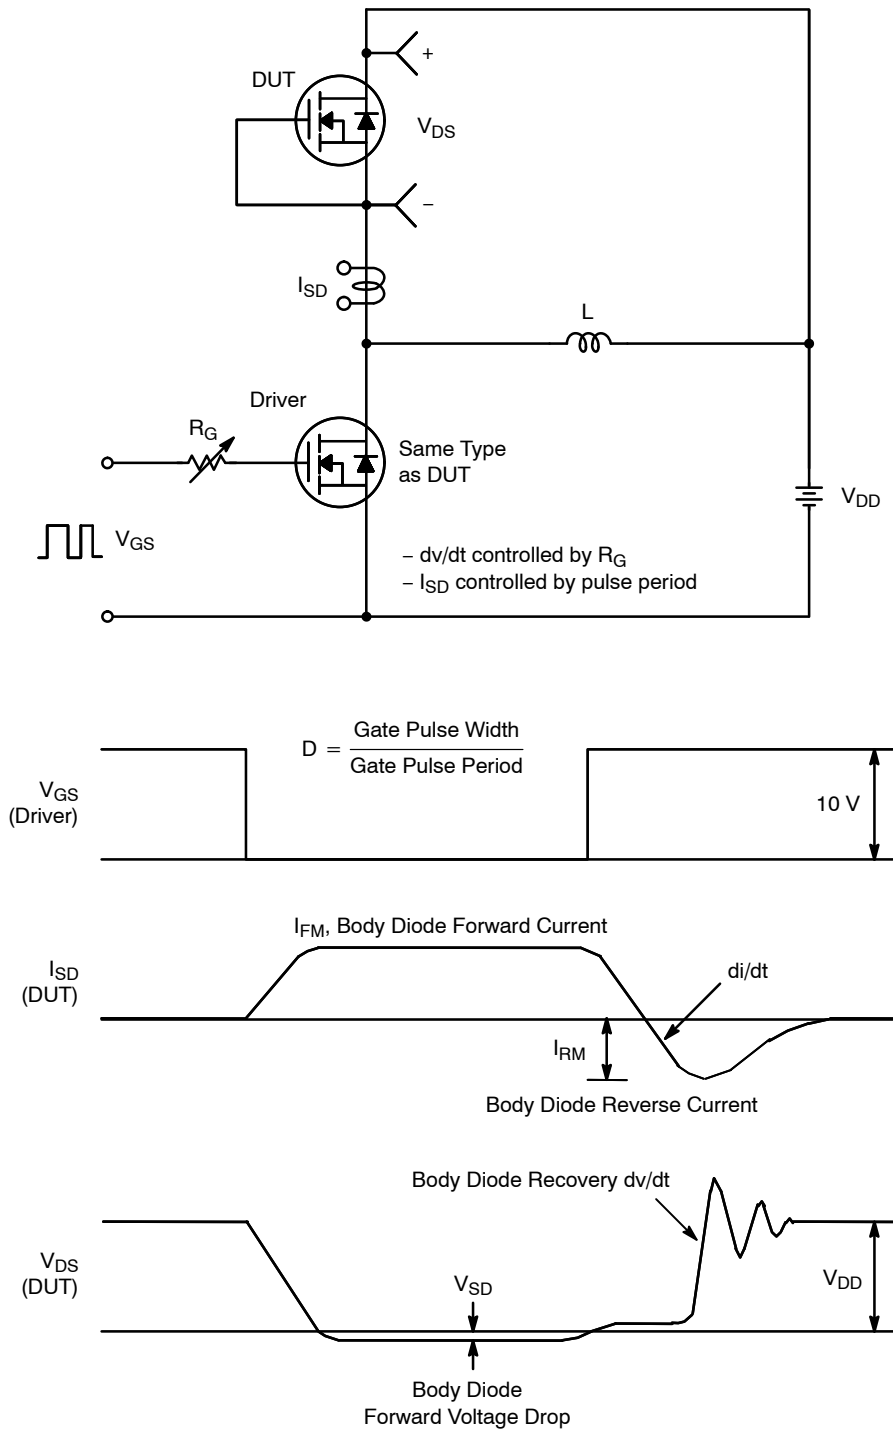 +
DUT
V_DS
−
I_SD
L
Driver
R_G
Same Type
as DUT
V_DD
V_GS
− dv/dt controlled by R_G
− I_SD controlled by pulse period
D = Gate Pulse Width
Gate Pulse Period
V_GS
(Driver)
10 V
I_FM, Body Diode Forward Current
I_SD
(DUT)
di/dt
I_RM
Body Diode Reverse Current
Body Diode Recovery dv/dt
V_DS
(DUT)
V_SD
V_DD
Body Diode
Forward Voltage Drop